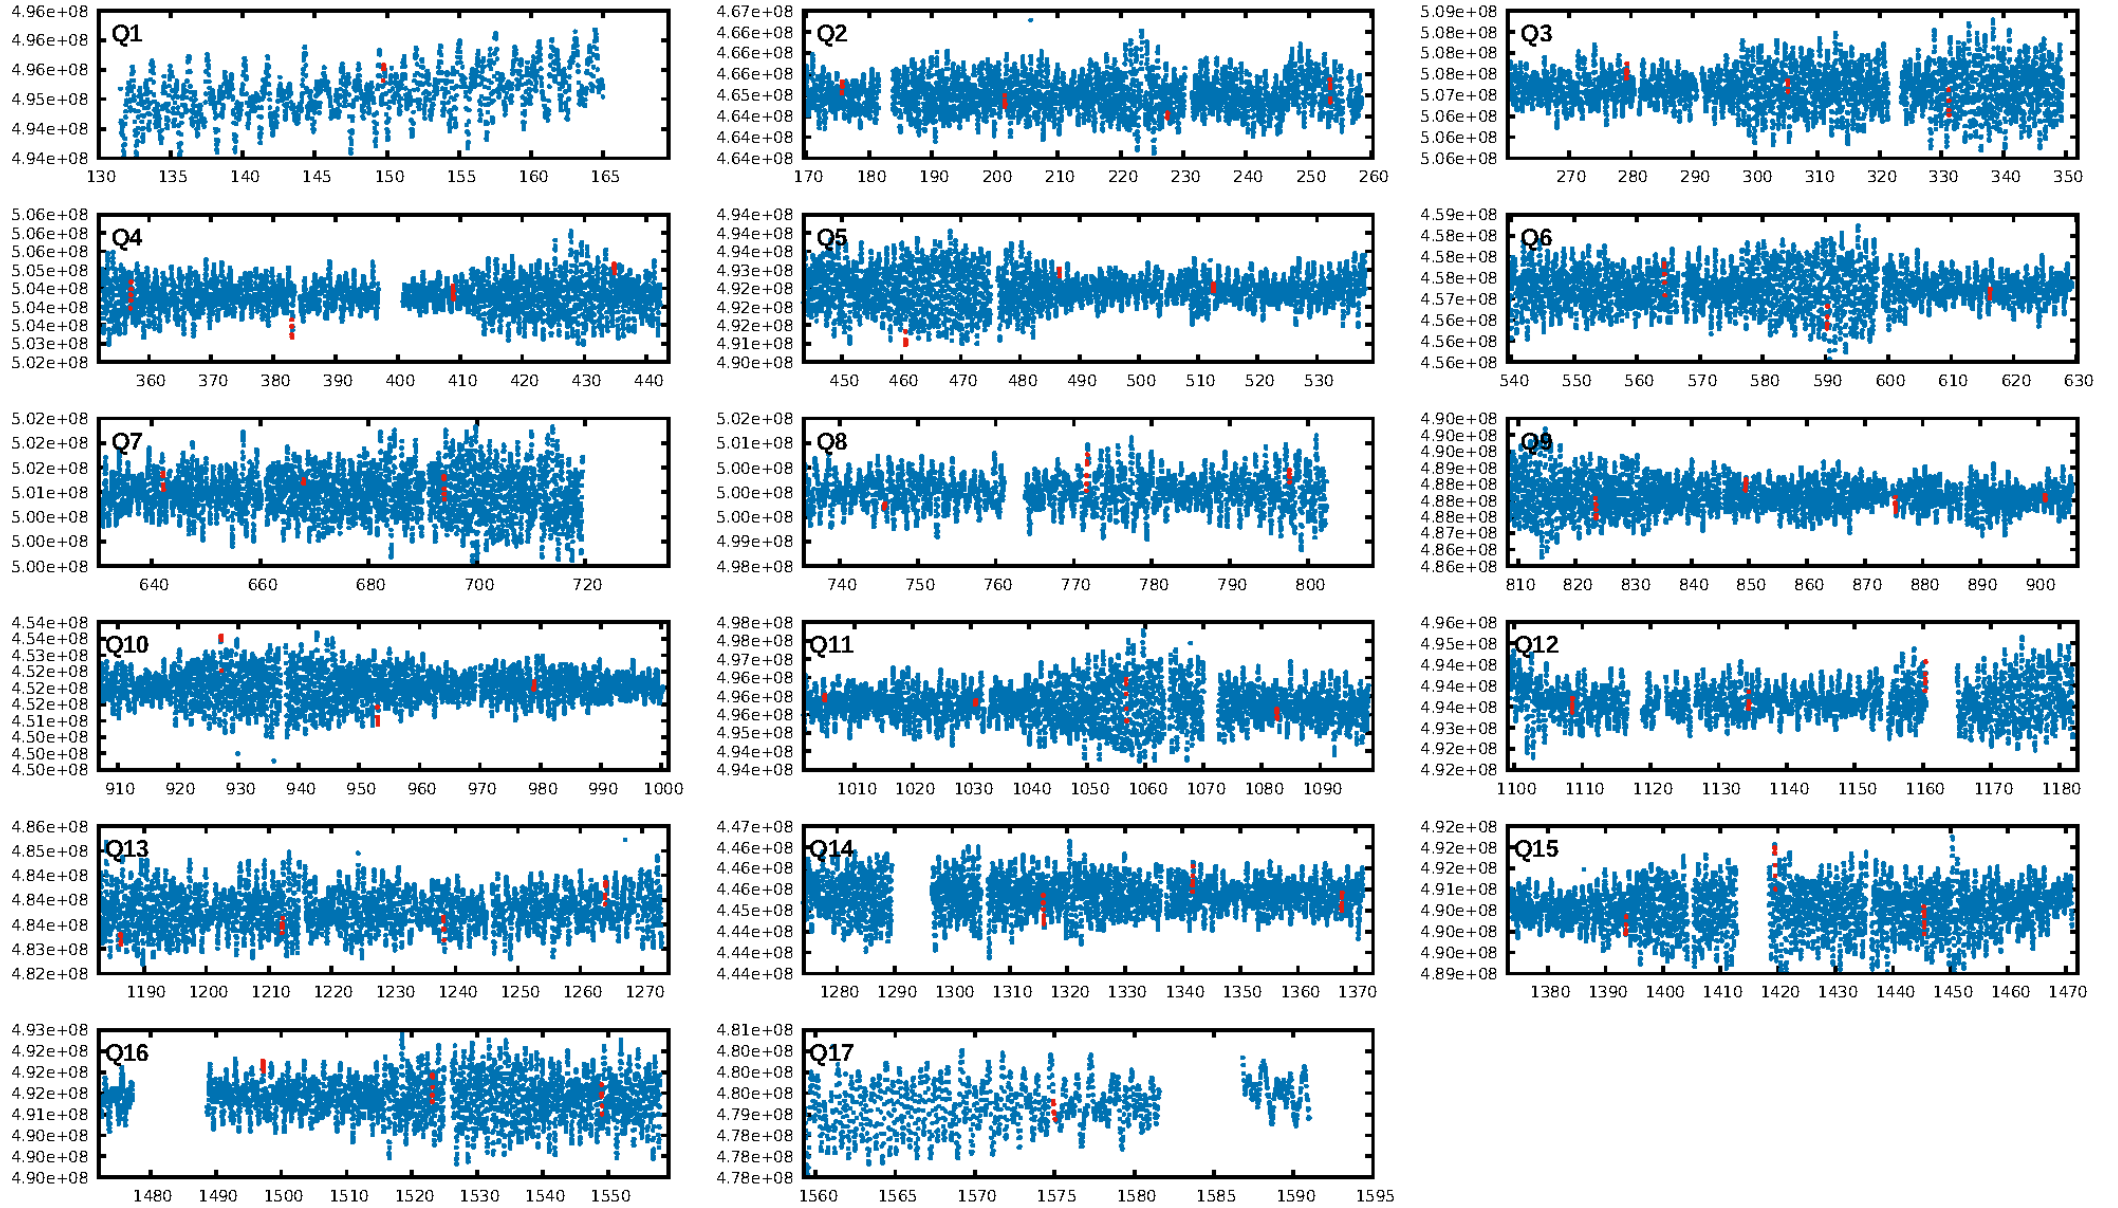 4.96e+08 4.96e+08 4.96e+08 4.95e+08 4.94e+08 4.94e+08
Q1
130 135 140 145 150 155 160 165
4.67e+08 4.66e+08 4.66e+08 4.65e+08 4.65e+08 4.64e+08 4.64e+08 4.64e+08
Q2
170 180 190 200 210 220 230 240 250 260
5.09e+08 5.08e+08 5.08e+08 5.08e+08 5.07e+08 5.06e+08 5.06e+08 5.06e+08
Q3
270 280 290 300 310 320 330 340 350
5.06e+08 5.06e+08 5.06e+08 5.05e+08 5.04e+08 5.04e+08 5.04e+08 5.03e+08 5.02e+08
Q4
360 370 380 390 400 410 420 430 440
4.94e+08 4.94e+08 4.93e+08 4.93e+08 4.92e+08 4.92e+08 4.92e+08 4.91e+08 4.90e+08
Q5
450 460 470 480 490 500 510 520 530
4.59e+08 4.58e+08 4.58e+08 4.58e+08 4.57e+08 4.56e+08 4.56e+08 4.56e+08
Q6
540 550 560 570 580 590 600 610 620 630
5.02e+08 5.02e+08 5.02e+08 5.01e+08 5.00e+08 5.00e+08 5.00e+08
Q7
640 660 680 700 720
5.02e+08 5.01e+08 5.00e+08 5.00e+08 5.00e+08 4.99e+08 4.98e+08
Q8
740 750 760 770 780 790 800
4.90e+08 4.90e+08 4.90e+08 4.89e+08 4.88e+08 4.88e+08 4.88e+08 4.87e+08 4.86e+08 4.86e+08
Q9
810 820 830 840 850 860 870 880 890 900
4.54e+08 4.54e+08 4.53e+08 4.52e+08 4.52e+08 4.52e+08 4.51e+08 4.50e+08 4.50e+08 4.50e+08
Q10
910 920 930 940 950 960 970 980 990 1000
4.98e+08 4.98e+08 4.97e+08 4.96e+08 4.96e+08 4.96e+08 4.95e+08 4.94e+08 4.94e+08
Q11
1010 1020 1030 1040 1050 1060 1070 1080 1090
4.96e+08 4.95e+08 4.94e+08 4.94e+08 4.94e+08 4.93e+08 4.92e+08 4.92e+08
Q12
1100 1110 1120 1130 1140 1150 1160 1170 1180
4.86e+08 4.85e+08 4.84e+08 4.84e+08 4.84e+08 4.83e+08 4.82e+08
Q13
1190 1200 1210 1220 1230 1240 1250 1260 1270
4.47e+08 4.46e+08 4.46e+08 4.46e+08 4.45e+08 4.44e+08 4.44e+08 4.44e+08
Q14
1280 1290 1300 1310 1320 1330 1340 1350 1360 1370
4.92e+08 4.92e+08 4.92e+08 4.91e+08 4.90e+08 4.90e+08 4.90e+08 4.89e+08
Q15
1380 1390 1400 1410 1420 1430 1440 1450 1460 1470
4.93e+08 4.92e+08 4.92e+08 4.92e+08 4.91e+08 4.90e+08 4.90e+08 4.90e+08
Q16
1480 1490 1500 1510 1520 1530 1540 1550
4.81e+08 4.80e+08 4.80e+08 4.80e+08 4.79e+08 4.78e+08 4.78e+08 4.78e+08
Q17
1560 1565 1570 1575 1580 1585 1590 1595